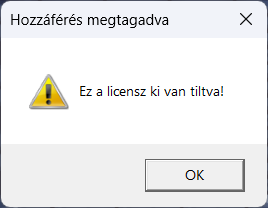 Hozzáférés megtagadva
Ez a licensz ki van tiltva!
OK